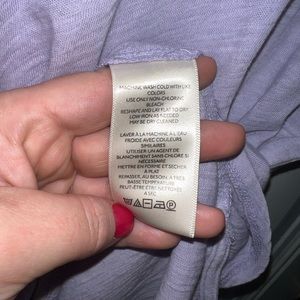 MACHINE WASH COLD WITH LIKE
COLORS
USE ONLY NON-CHLORINE
BLEACH
RESHAPE AND LAY FLAT TO DRY
LOW IRON AS NEEDED
MAY BE DRY CLEANED
LAVER À LA MACHINE À L'EAU
FROIDE AVEC COULEURS
SIMILAIRES
UTILISER UN AGENT DE
BLANCHIMENT SANS CHLORE SI
NÉCESSAIRE
METTRE EN FORME ET SÉCHER
À PLAT
REPASSER, AU BESOIN, À TRÈS
BASSE TEMPÉRATURE
PEUT-ÊTRE ÊTRE NETTOYÉ
À SEC